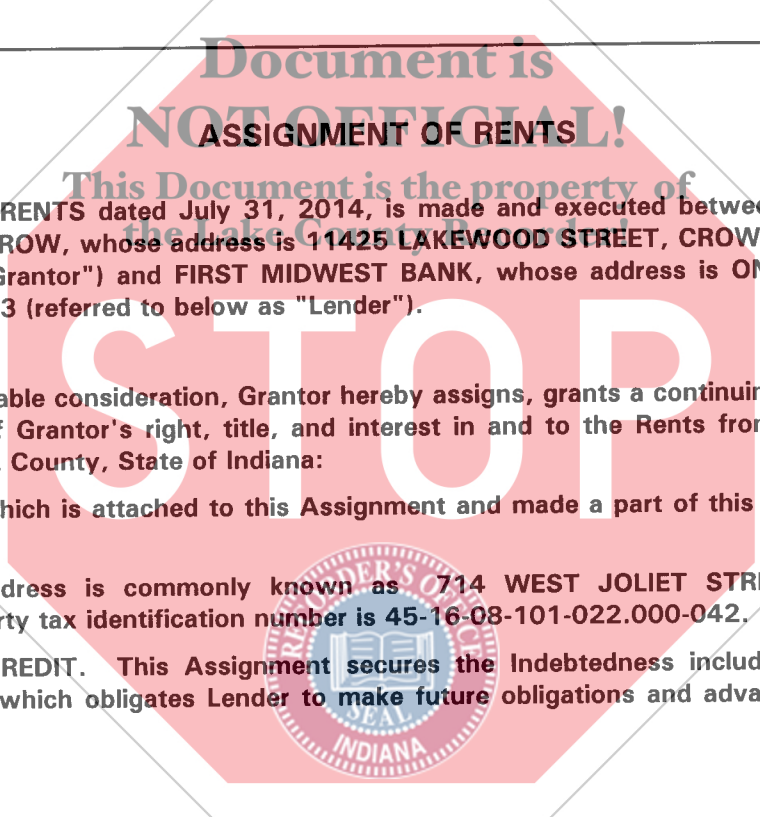 Document is
NOT OFFICIAL!
ASSIGNMENT OF RENTS
This Document is the property of
the Lake County Recorder!
RENTS dated July 31, 2014, is made and executed betwee
ROW, whose address is 11425 LAKEWOOD STREET, CROW
Grantor") and FIRST MIDWEST BANK, whose address is ON
3 (referred to below as "Lender").
STOP
able consideration, Grantor hereby assigns, grants a continuin
f Grantor's right, title, and interest in and to the Rents from
County, State of Indiana:
hich is attached to this Assignment and made a part of this
dress is commonly known as 714 WEST JOLIET STRE
rty tax identification number is 45-16-08-101-022.000-042.
REDIT. This Assignment secures the Indebtedness includ
which obligates Lender to make future obligations and adva
RECORDER'S OFFICE
SEAL
INDIANA